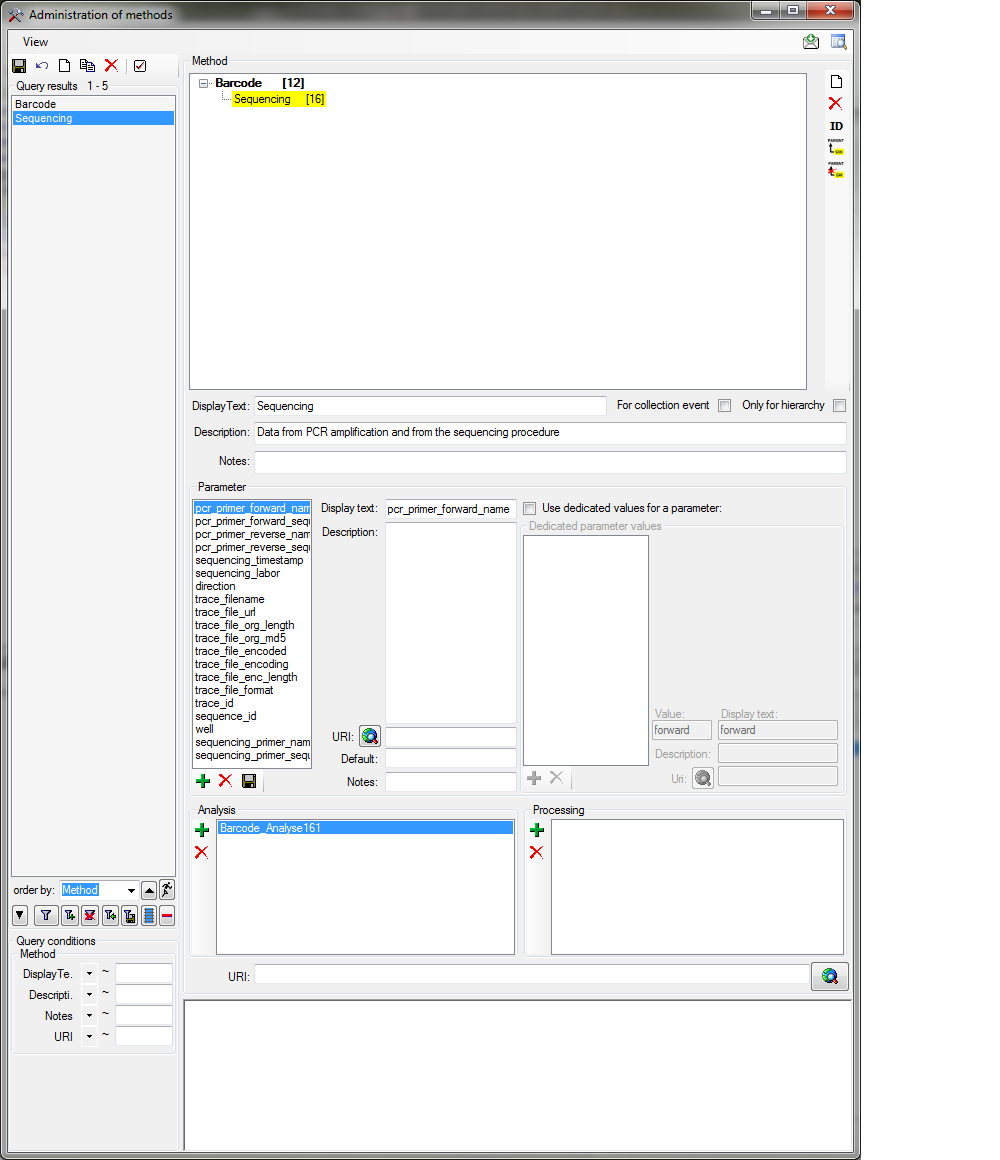 Administration of methods
View
Query results 1 - 5
Barcode
Sequencing
Method
Barcode [12]
Sequencing [16]
ID
PARENT
PARENT
DisplayText: Sequencing For collection event Only for hierarchy
Description: Data from PCR amplification and from the sequencing procedure
Notes:
Parameter
pcr_primer_forward_nam
pcr_primer_forward_sequ
pcr_primer_reverse_nam
pcr_primer_reverse_sequ
sequencing_timestamp
sequencing_labor
direction
trace_filename
trace_file_url
trace_file_org_length
trace_file_org_md5
trace_file_encoded
trace_file_encoding
trace_file_enc_length
trace_file_format
trace_id
sequence_id
well
sequencing_primer_nam
sequencing_primer_sequ
Display text: pcr_primer_forward_name
Description:
URI:
Default:
Notes:
Use dedicated values for a parameter:
Dedicated parameter values
Value: Display text:
forward forward
Description:
Uri:
Analysis
Barcode_Analyse161
Processing
URI:
order by: Method
Query conditions
Method
DisplayTe. ~
Descripti. ~
Notes ~
URI ~